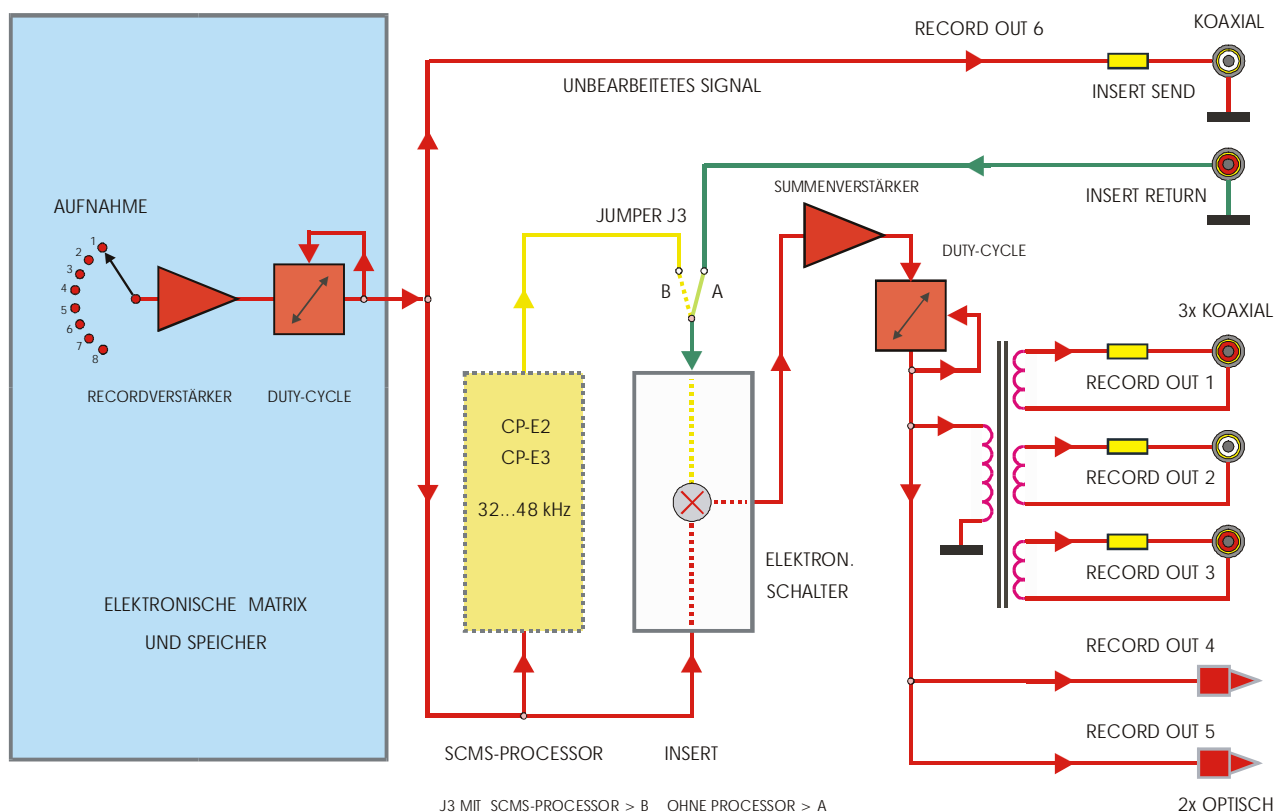 KOAXIAL
RECORD OUT 6
UNBEARBEITETES SIGNAL
INSERT SEND
SUMMENVERSTÄRKER
INSERT RETURN
AUFNAHME
JUMPER J3
1
2
3
4
5
6
7
8
DUTY-CYCLE
B
A
3x KOAXIAL
RECORD OUT 1
RECORDVERSTÄRKER
DUTY-CYCLE
CP-E2
CP-E3
32...48 kHz
RECORD OUT 2
ELEKTRON.
SCHALTER
RECORD OUT 3
ELEKTRONISCHE MATRIX
UND SPEICHER
RECORD OUT 4
RECORD OUT 5
SCMS-PROCESSOR
INSERT
J3 MIT SCMS-PROCESSOR > B OHNE PROCESSOR > A
2x OPTISCH